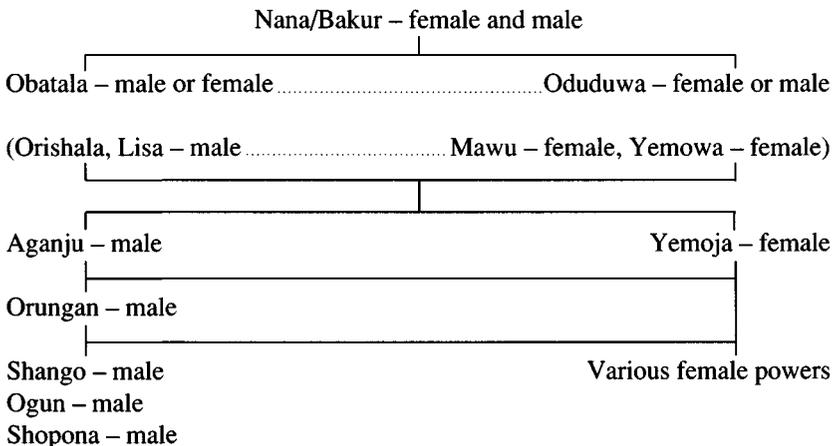 Nana/Bakur – female and male
Obatala – male or female..........................................Oduduwa – female or male
(Orishala, Lisa – male ................................ Mawu – female, Yemowa – female)
Aganju – male Yemoja – female
Orungan – male
Shango – male Various female powers
Ogun – male
Shopona – male